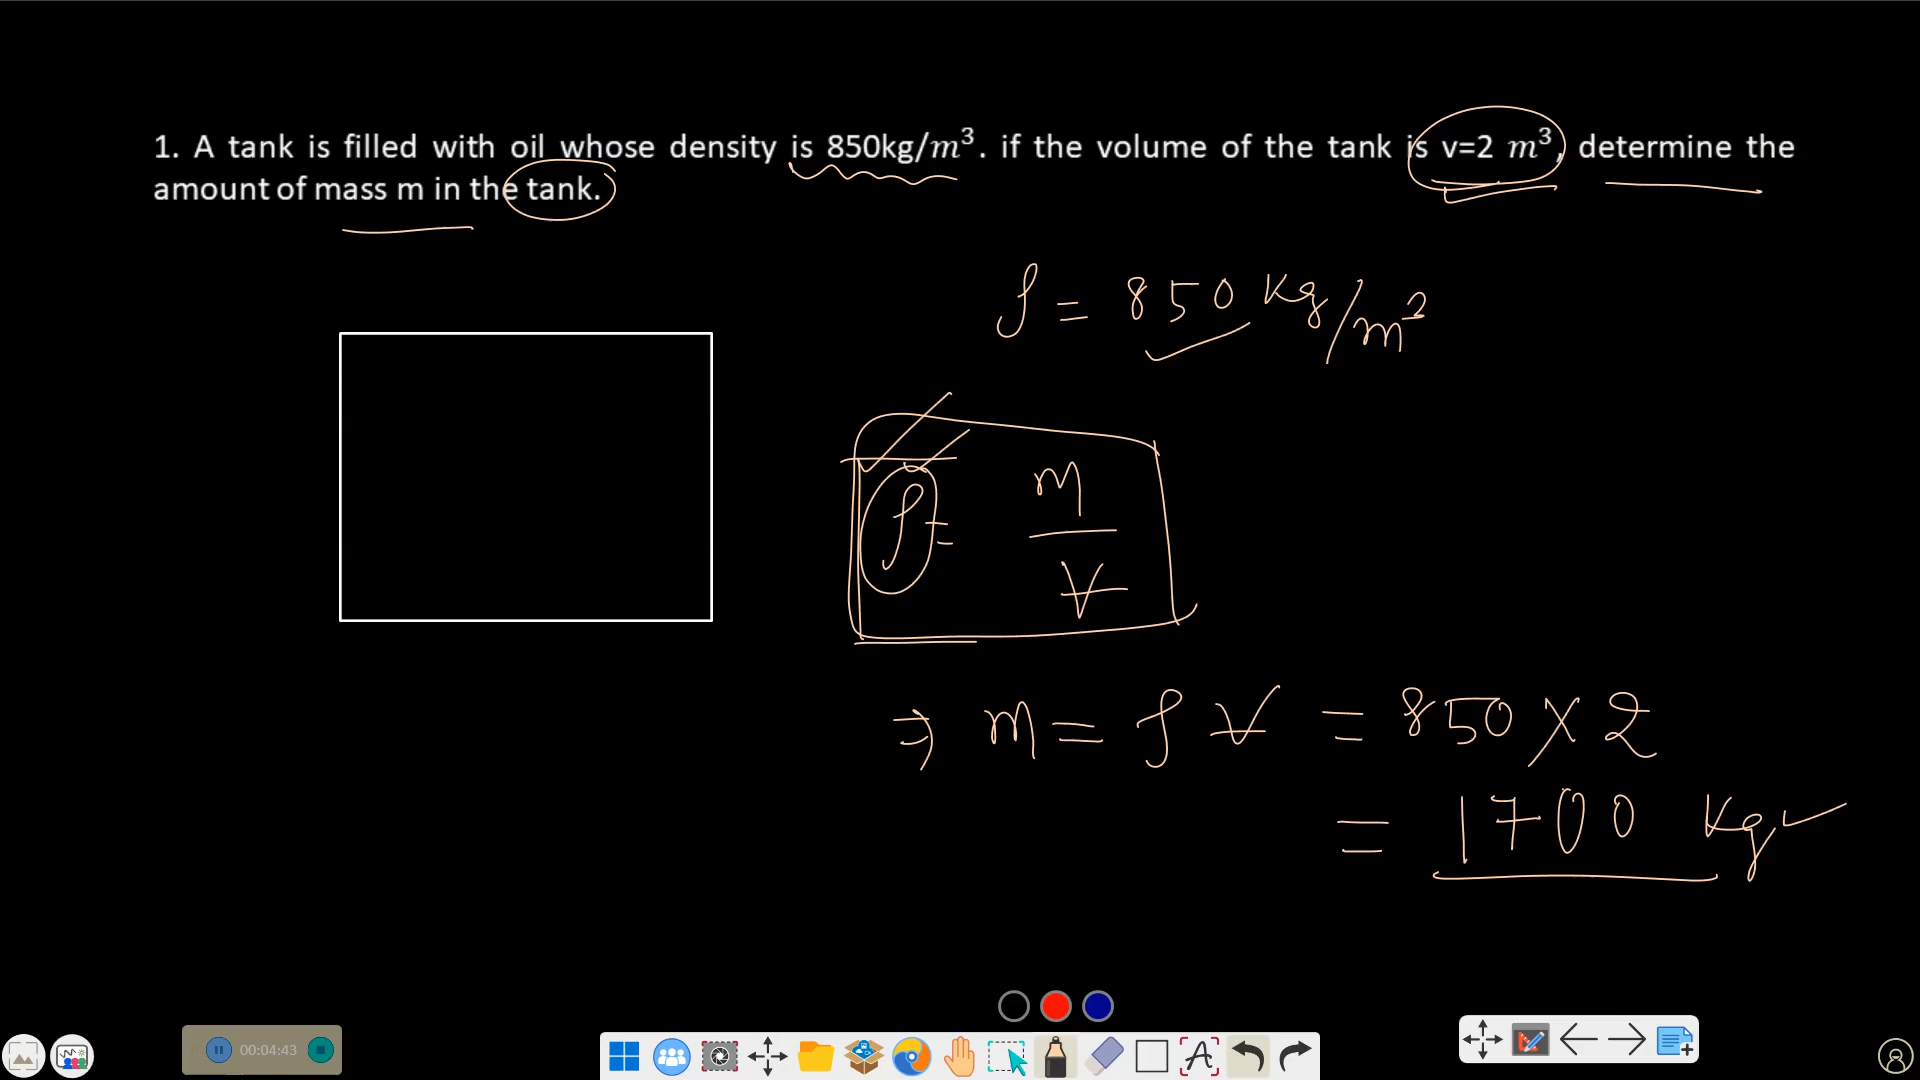 1. A tank is filled with oil whose density is 850kg/m³. if the volume of the tank is v=2 m³, determine the
amount of mass m in the tank.
ρ = 850 Kg/m²
ρ = m/V
⇒ m = ρ V = 850 × 2
= 1700 Kg
00:04:43